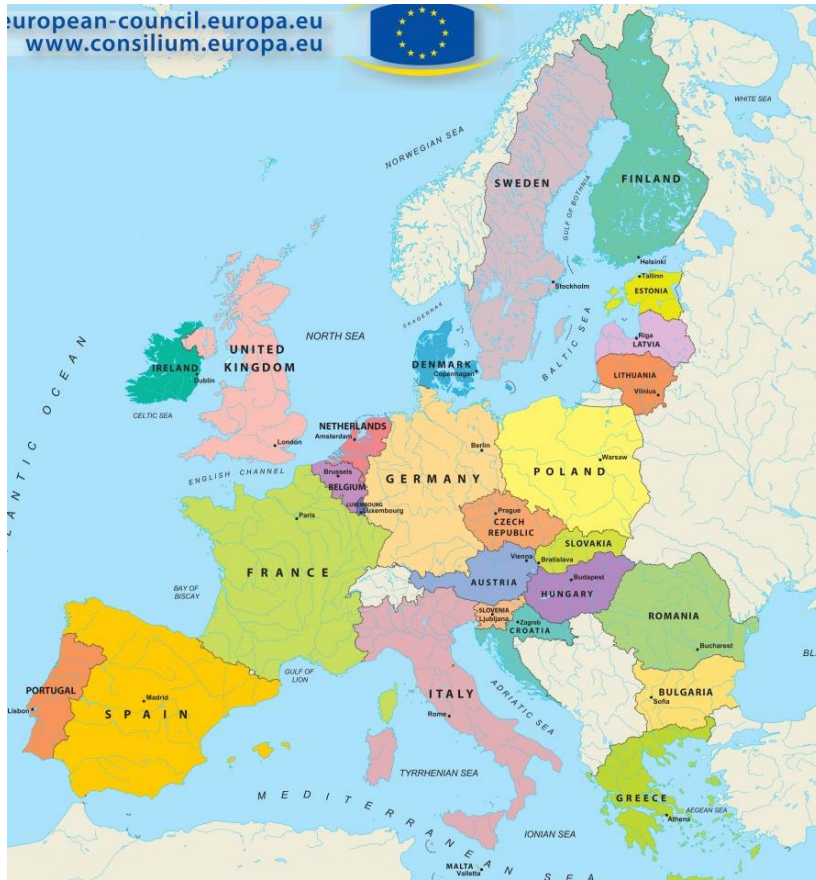 european-council.europa.eu
www.consilium.europa.eu
WHITE SEA
NORWEGIAN SEA
SWEDEN
FINLAND
GULF OF BOTHNIA
Helsinki
Tallinn
Stockholm
ESTONIA
SKAGERRAK
NORTH SEA
BALTIC SEA
Riga
LATVIA
UNITED
KINGDOM
IRELAND
Dublin
DENMARK
Copenhagen
LITHUANIA
Vilnius
CELTIC SEA
ATLANTIC OCEAN
NETHERLANDS
Amsterdam
London
Berlin
Warsaw
ENGLISH CHANNEL
Brussels
BELGIUM
GERMANY
POLAND
LUXEMBOURG
Luxembourg
Paris
Prague
CZECH
REPUBLIC
SLOVAKIA
Vienna
Bratislava
FRANCE
AUSTRIA
Budapest
HUNGARY
BAY OF
BISCAY
SLOVENIA
Ljubljana
Zagreb
CROATIA
ROMANIA
Bucharest
BL
GULF OF
LION
PORTUGAL
Lisbon
Madrid
SPAIN
ITALY
Rome
ADRIATIC SEA
BULGARIA
Sofia
TYRRHENIAN SEA
MEDITERRANEAN SEA
GREECE
AEGEAN SEA
Athens
IONIAN SEA
MALTA
Valletta